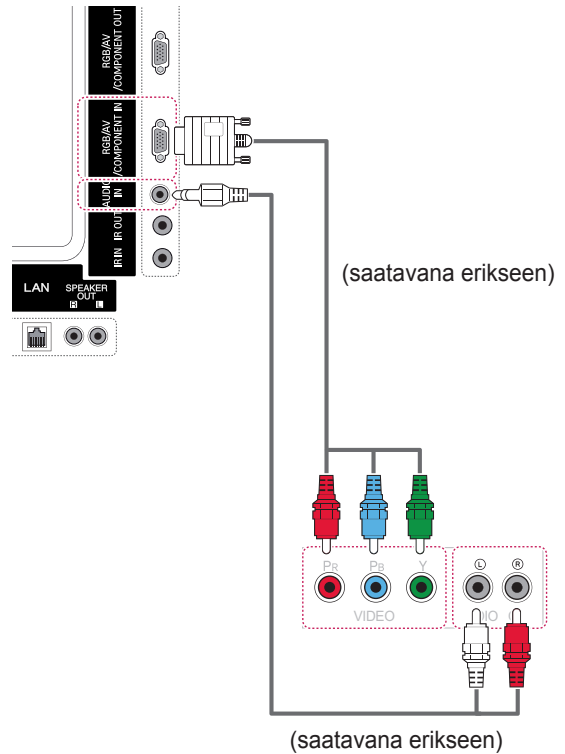 RGB/AV
/COMPONENT OUT
RGB/AV
/COMPONENT IN
AUDIO
IN
IR OUT
IR IN
LAN
SPEAKER
OUT
R L
(saatavana erikseen)
PR PB Y
VIDEO
L R
(saatavana erikseen)